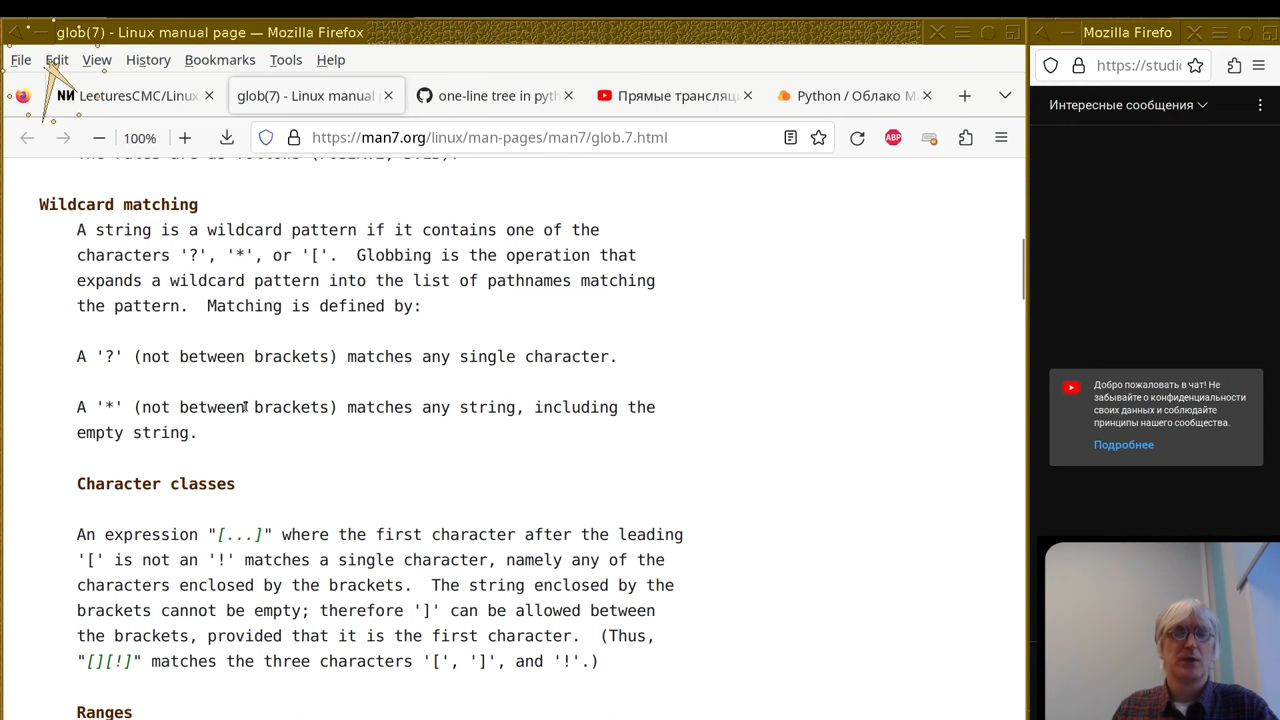 glob(7) - Linux manual page — Mozilla Firefox
Mozilla Firefo
File Edit View History Bookmarks Tools Help
https://studi
LecturesCMC/Linux
glob(7) - Linux manual
one-line tree in pyth
Прямые трансляц
Python / Облако М
100%
https://man7.org/linux/man-pages/man7/glob.7.html
ABP
Интересные сообщения
Wildcard matching
A string is a wildcard pattern if it contains one of the
characters '?', '*', or '['.  Globbing is the operation that
expands a wildcard pattern into the list of pathnames matching
the pattern.  Matching is defined by:
A '?' (not between brackets) matches any single character.
A '*' (not between brackets) matches any string, including the
empty string.
Character classes
An expression "[...]" where the first character after the leading
'[' is not an '!' matches a single character, namely any of the
characters enclosed by the brackets.  The string enclosed by the
brackets cannot be empty; therefore ']' can be allowed between
the brackets, provided that it is the first character.  (Thus,
"[][!]" matches the three characters '[', ']', and '!'.)
Ranges
Добро пожаловать в чат! Не
забывайте о конфиденциальности
своих данных и соблюдайте
принципы нашего сообщества.
Подробнее